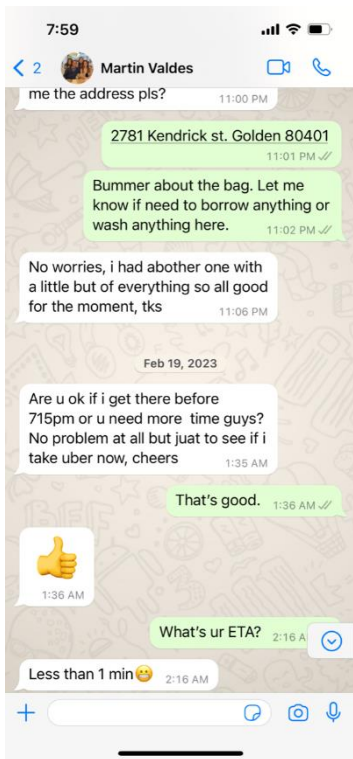 7:59
2 Martin Valdes
me the address pls?
11:00 PM
2781 Kendrick st. Golden 80401
11:01 PM
Bummer about the bag. Let me
know if need to borrow anything or
wash anything here.
11:02 PM
No worries, i had abother one with
a little but of everything so all good
for the moment, tks
11:06 PM
Feb 19, 2023
Are u ok if i get there before
715pm or u need more time guys?
No problem at all but juat to see if i
take uber now, cheers
1:35 AM
That's good. 1:36 AM
1:36 AM
What's ur ETA? 2:16 A
Less than 1 min😁 2:16 AM